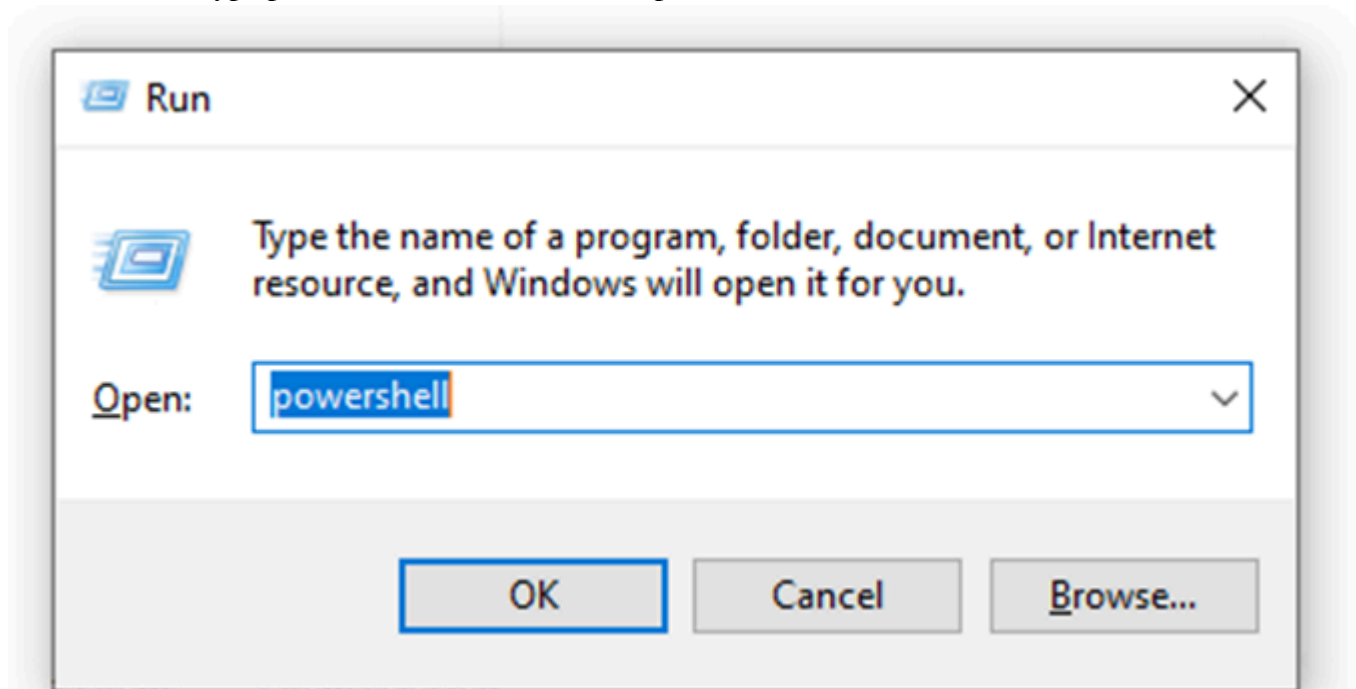 Run
Type the name of a program, folder, document, or Internet
resource, and Windows will open it for you.
Open: powershell
OK Cancel Browse...